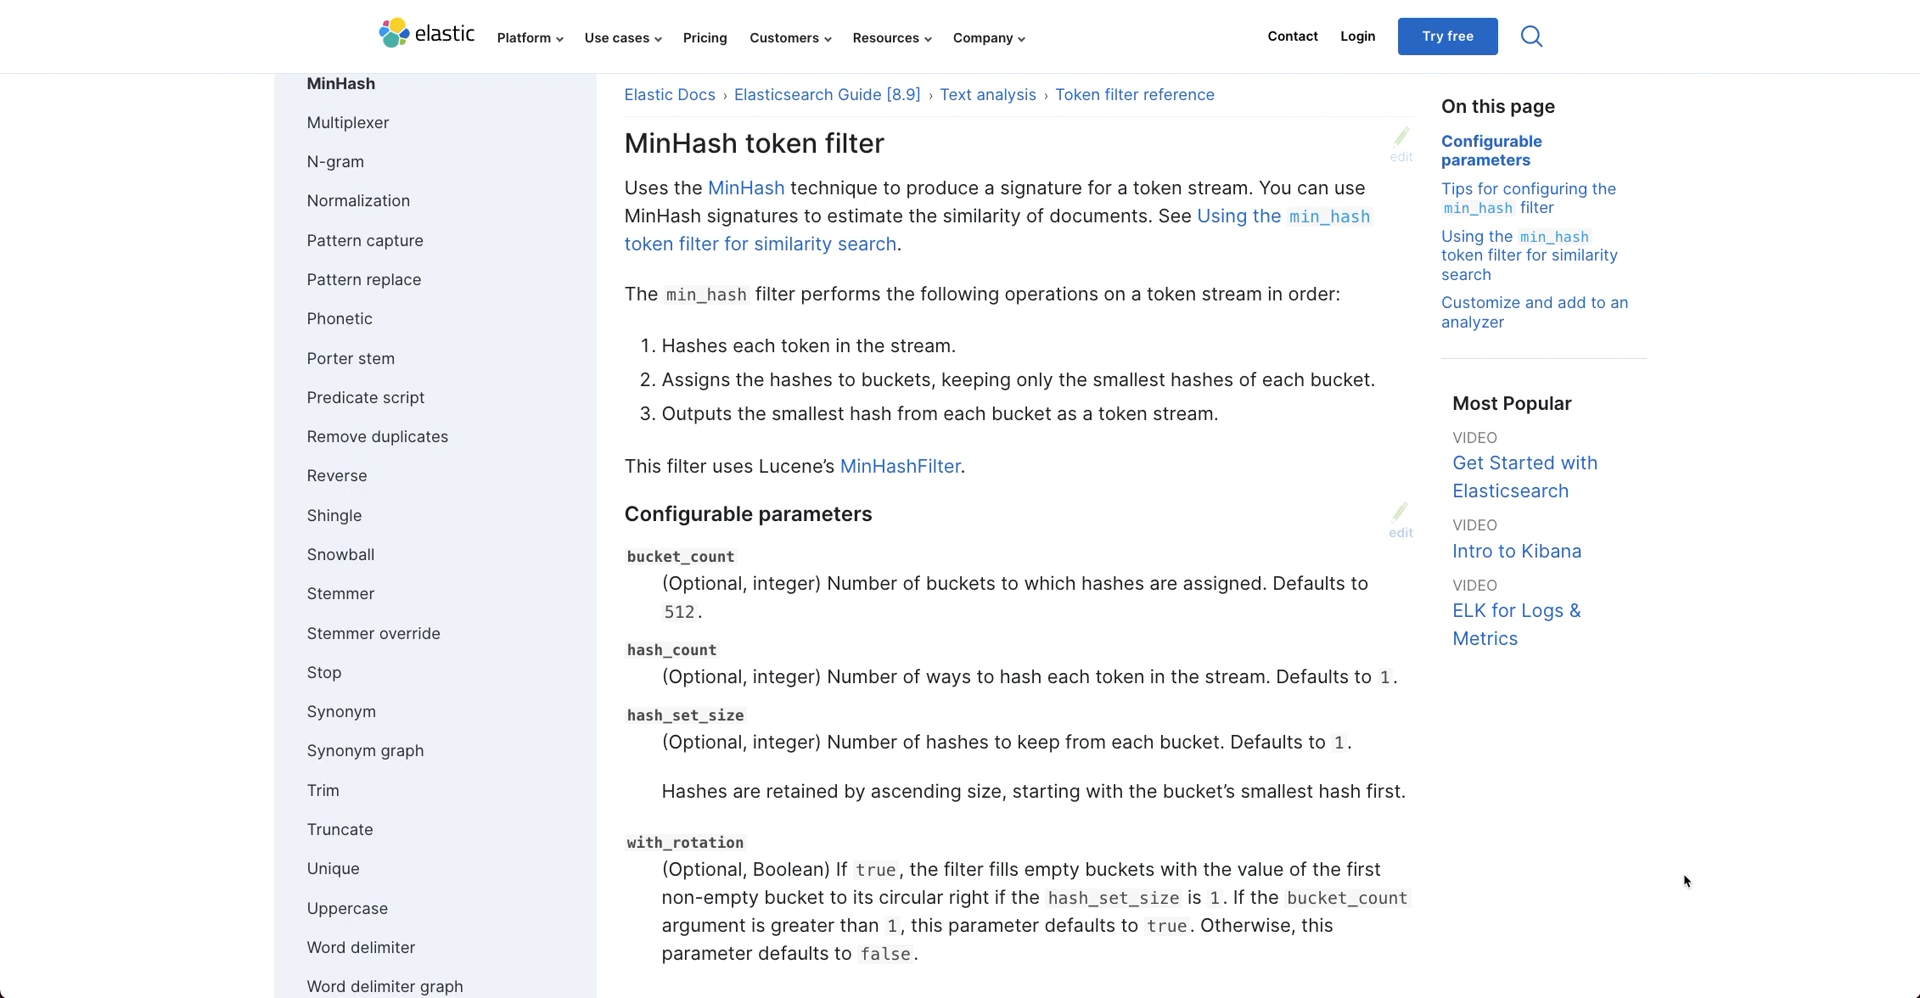 elastic
Platform
Use cases
Pricing
Customers
Resources
Company
Contact
Login
Try free
MinHash
Multiplexer
N-gram
Normalization
Pattern capture
Pattern replace
Phonetic
Porter stem
Predicate script
Remove duplicates
Reverse
Shingle
Snowball
Stemmer
Stemmer override
Stop
Synonym
Synonym graph
Trim
Truncate
Unique
Uppercase
Word delimiter
Word delimiter graph
Elastic Docs › Elasticsearch Guide [8.9] › Text analysis › Token filter reference
MinHash token filter
edit
Uses the MinHash technique to produce a signature for a token stream. You can use
MinHash signatures to estimate the similarity of documents. See Using the min_hash
token filter for similarity search.
The min_hash filter performs the following operations on a token stream in order:
1. Hashes each token in the stream.
2. Assigns the hashes to buckets, keeping only the smallest hashes of each bucket.
3. Outputs the smallest hash from each bucket as a token stream.
This filter uses Lucene’s MinHashFilter.
Configurable parameters
edit
bucket_count
(Optional, integer) Number of buckets to which hashes are assigned. Defaults to
512.
hash_count
(Optional, integer) Number of ways to hash each token in the stream. Defaults to 1.
hash_set_size
(Optional, integer) Number of hashes to keep from each bucket. Defaults to 1.
Hashes are retained by ascending size, starting with the bucket’s smallest hash first.
with_rotation
(Optional, Boolean) If true, the filter fills empty buckets with the value of the first
non-empty bucket to its circular right if the hash_set_size is 1. If the bucket_count
argument is greater than 1, this parameter defaults to true. Otherwise, this
parameter defaults to false.
On this page
Configurable
parameters
Tips for configuring the
min_hash filter
Using the min_hash
token filter for similarity
search
Customize and add to an
analyzer
Most Popular
VIDEO
Get Started with
Elasticsearch
VIDEO
Intro to Kibana
VIDEO
ELK for Logs &
Metrics